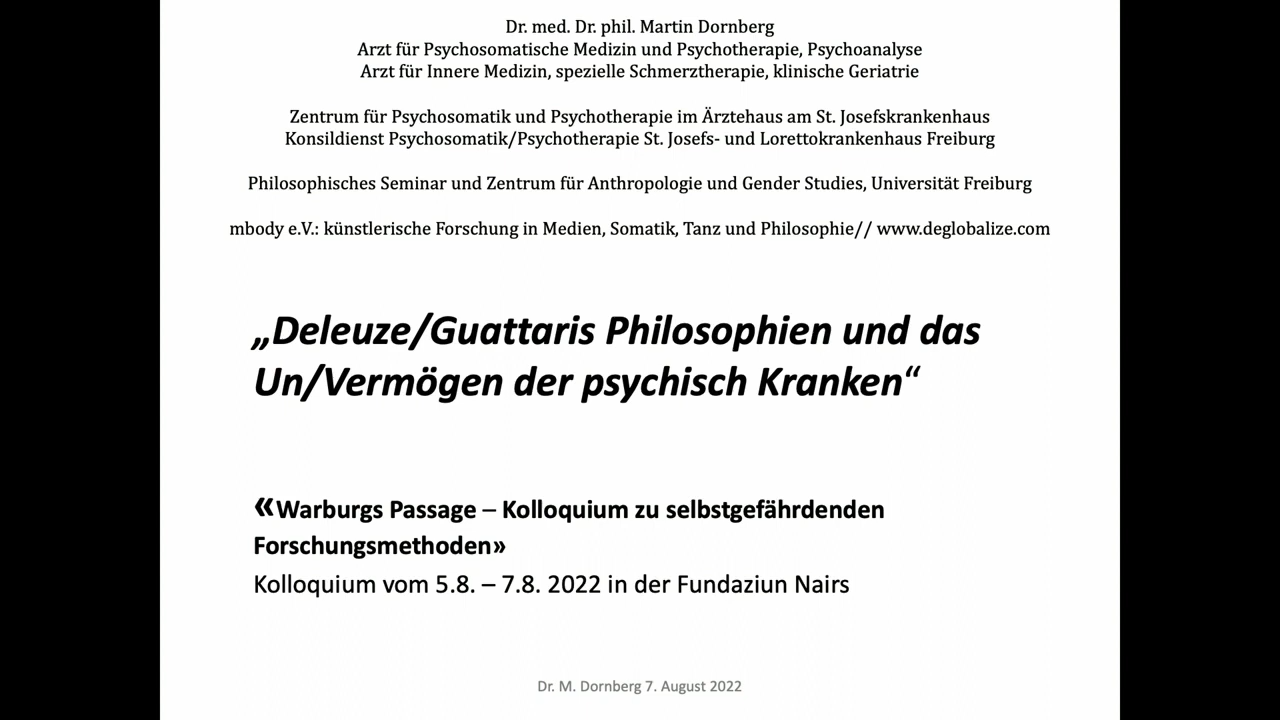 Dr. med. Dr. phil. Martin Dornberg
Arzt für Psychosomatische Medizin und Psychotherapie, Psychoanalyse
Arzt für Innere Medizin, spezielle Schmerztherapie, klinische Geriatrie
Zentrum für Psychosomatik und Psychotherapie im Ärztehaus am St. Josefskrankenhaus
Konsildienst Psychosomatik/Psychotherapie St. Josefs- und Lorettokrankenhaus Freiburg
Philosophisches Seminar und Zentrum für Anthropologie und Gender Studies, Universität Freiburg
mbody e.V.: künstlerische Forschung in Medien, Somatik, Tanz und Philosophie// www.deglobalize.com
„Deleuze/Guattaris Philosophien und das
Un/Vermögen der psychisch Kranken“
«Warburgs Passage – Kolloquium zu selbstgefährdenden
Forschungsmethoden»
Kolloquium vom 5.8. – 7.8. 2022 in der Fundaziun Nairs
Dr. M. Dornberg 7. August 2022